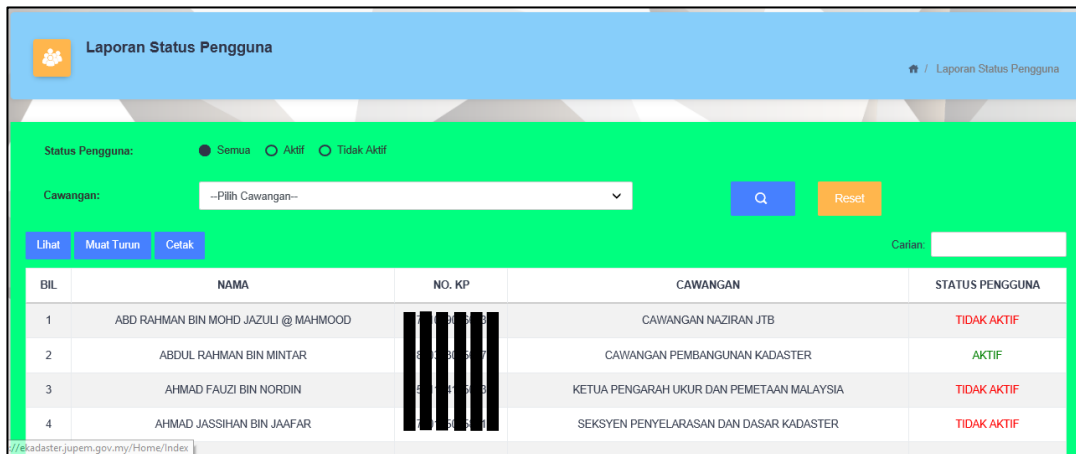 Laporan Status Pengguna
/ Laporan Status Pengguna
Status Pengguna: Semua Aktif Tidak Aktif
Cawangan: --Pilih Cawangan-- Reset
Lihat Muat Turun Cetak Carian:
BIL NAMA NO. KP CAWANGAN STATUS PENGGUNA
1 ABD RAHMAN BIN MOHD JAZULI @ MAHMOOD CAWANGAN NAZIRAN JTB TIDAK AKTIF
2 ABDUL RAHMAN BIN MINTAR CAWANGAN PEMBANGUNAN KADASTER AKTIF
3 AHMAD FAUZI BIN NORDIN KETUA PENGARAH UKUR DAN PEMETAAN MALAYSIA TIDAK AKTIF
4 AHMAD JASSIHAN BIN JAAFAR SEKSYEN PENYELARASAN DAN DASAR KADASTER TIDAK AKTIF
://ekadaster.jupem.gov.my/Home/Index